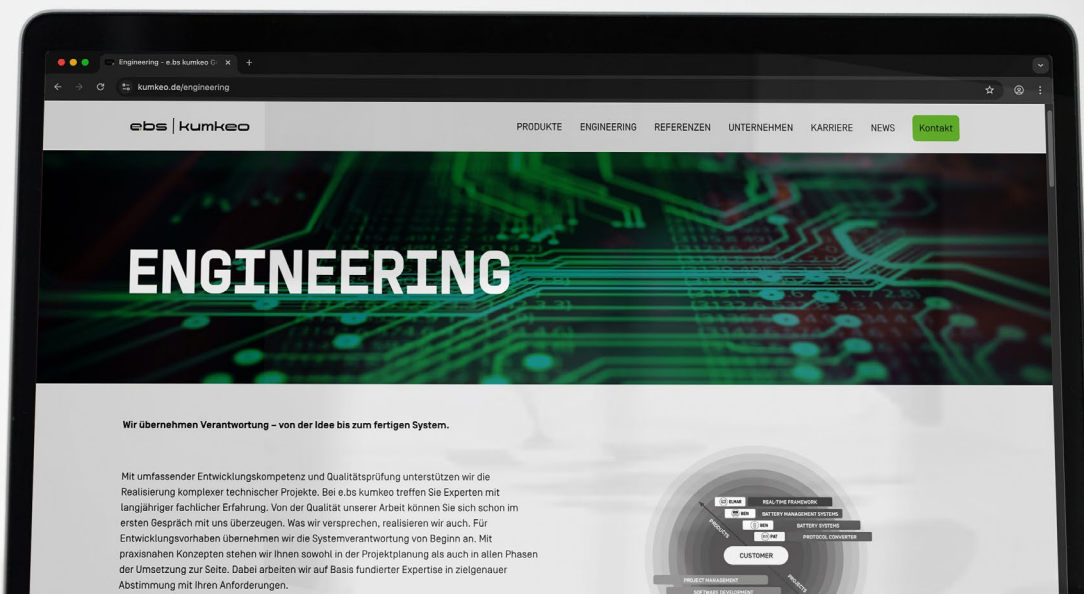 Engineering - e.bs kumkeo G
kumkeo.de/engineering
ebs | kumkeo
PRODUKTE ENGINEERING REFERENZEN UNTERNEHMEN KARRIERE NEWS Kontakt
ENGINEERING
Wir übernehmen Verantwortung – von der Idee bis zum fertigen System.
Mit umfassender Entwicklungskompetenz und Qualitätsprüfung unterstützen wir die
Realisierung komplexer technischer Projekte. Bei e.bs kumkeo treffen Sie Experten mit
langjähriger fachlicher Erfahrung. Von der Qualität unserer Arbeit können Sie sich schon im
ersten Gespräch mit uns überzeugen. Was wir versprechen, realisieren wir auch. Für
Entwicklungsvorhaben übernehmen wir die Systemverantwortung von Beginn an. Mit
praxisnahen Konzepten stehen wir Ihnen sowohl in der Projektplanung als auch in allen Phasen
der Umsetzung zur Seite. Dabei arbeiten wir auf Basis fundierter Expertise in zielgenauer
Abstimmung mit Ihren Anforderungen.
ELMAR REAL-TIME FRAMEWORK
BEN BATTERY MANAGEMENT SYSTEMS
BEN BATTERY SYSTEMS
PAT PROTOCOL CONVERTER
PRODUCTS
CUSTOMER
PROJECTS
PROJECT MANAGEMENT
SOFTWARE DEVELOPMENT